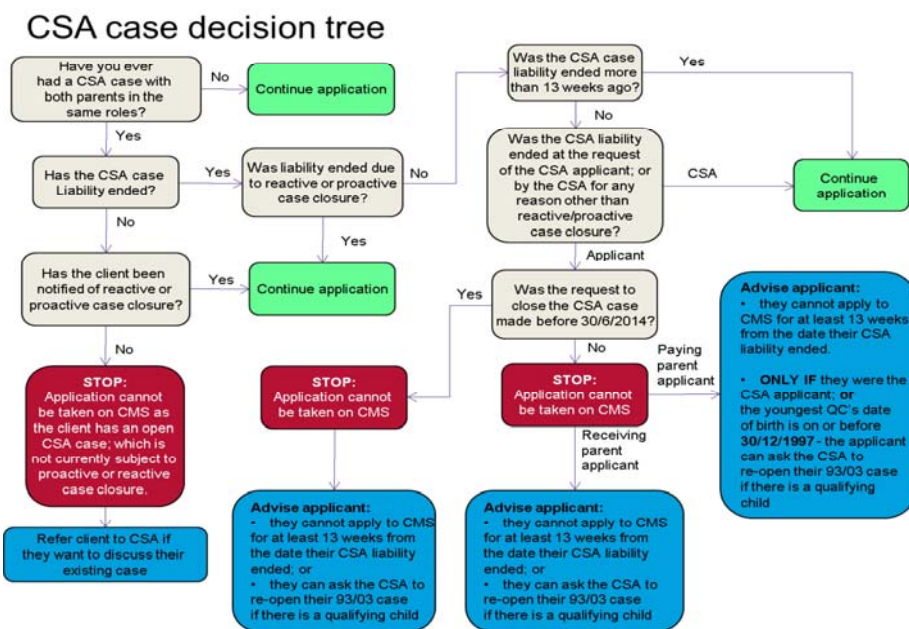 CSA case decision tree
Have you ever
had a CSA case with
both parents in the
same roles?
No
Continue application
Yes
Has the CSA case
Liability ended?
Yes
Was liability ended due
to reactive or proactive
case closure?
No
No
Yes
Has the client been
notified of reactive or
proactive case closure?
Yes
Continue application
No
STOP:
Application cannot
be taken on CMS as
the client has an open
CSA case; which is
not currently subject to
proactive or reactive
case closure.
Refer client to CSA if
they want to discuss their
existing case
Was the CSA case
liability ended more
than 13 weeks ago?
Yes
No
Was the CSA liability
ended at the request
of the CSA applicant; or
by the CSA for any
reason other than
reactive/proactive
case closure?
CSA
Continue
application
Applicant
Was the request to
close the CSA case
made before 30/6/2014?
Yes
No
STOP:
Application cannot
be taken on CMS
STOP:
Application cannot
be taken on CMS
Paying
parent
applicant
Receiving
parent
applicant
Advise applicant:
• they cannot apply to CMS
for at least 13 weeks from
the date their CSA liability
ended; or
• they can ask the CSA to
re-open their 93/03 case
if there is a qualifying child
Advise applicant:
• they cannot apply to CMS
for at least 13 weeks from
the date their CSA liability
ended; or
• they can ask the CSA to
re-open their 93/03 case
if there is a qualifying child
Advise applicant:
• they cannot apply to
CMS for at least 13 weeks
from the date their CSA
liability ended.
• ONLY IF they were the
CSA applicant; or
the youngest QC's date
of birth is on or before
30/12/1997 - the applicant
can ask the CSA to
re-open their 93/03 case
if there is a qualifying
child